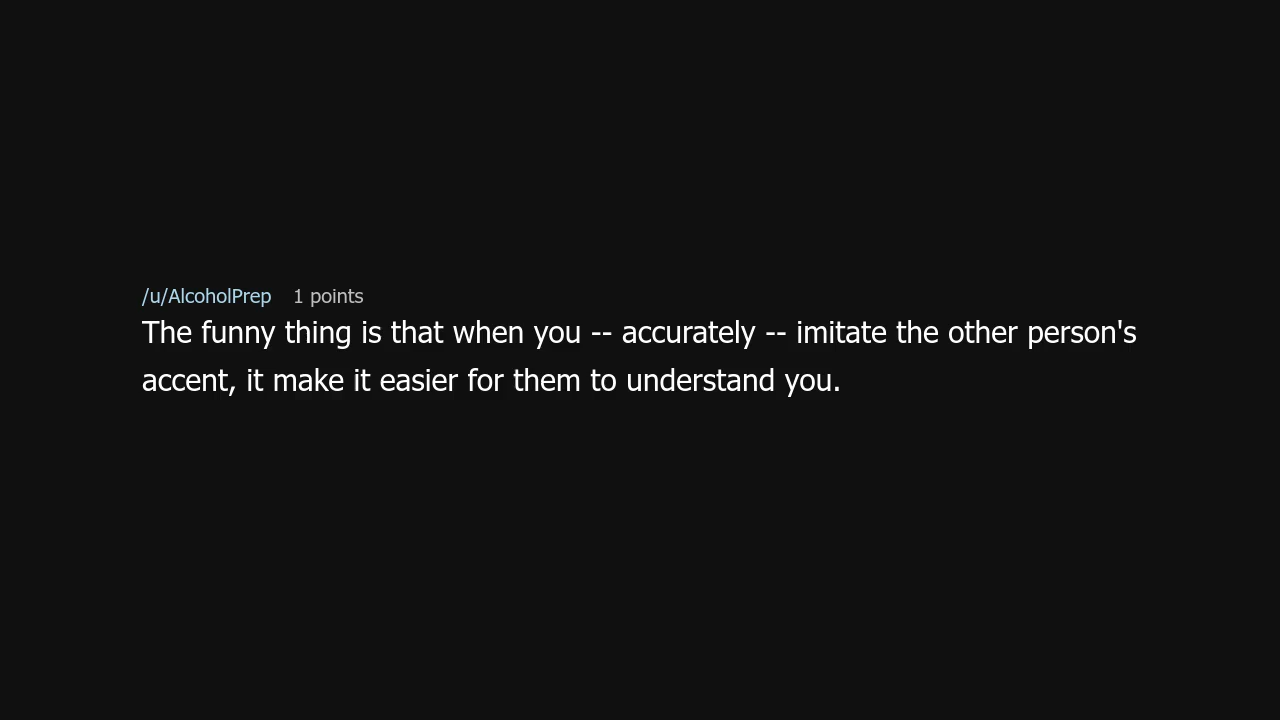 /u/AlcoholPrep 1 points
The funny thing is that when you -- accurately -- imitate the other person's
accent, it make it easier for them to understand you.